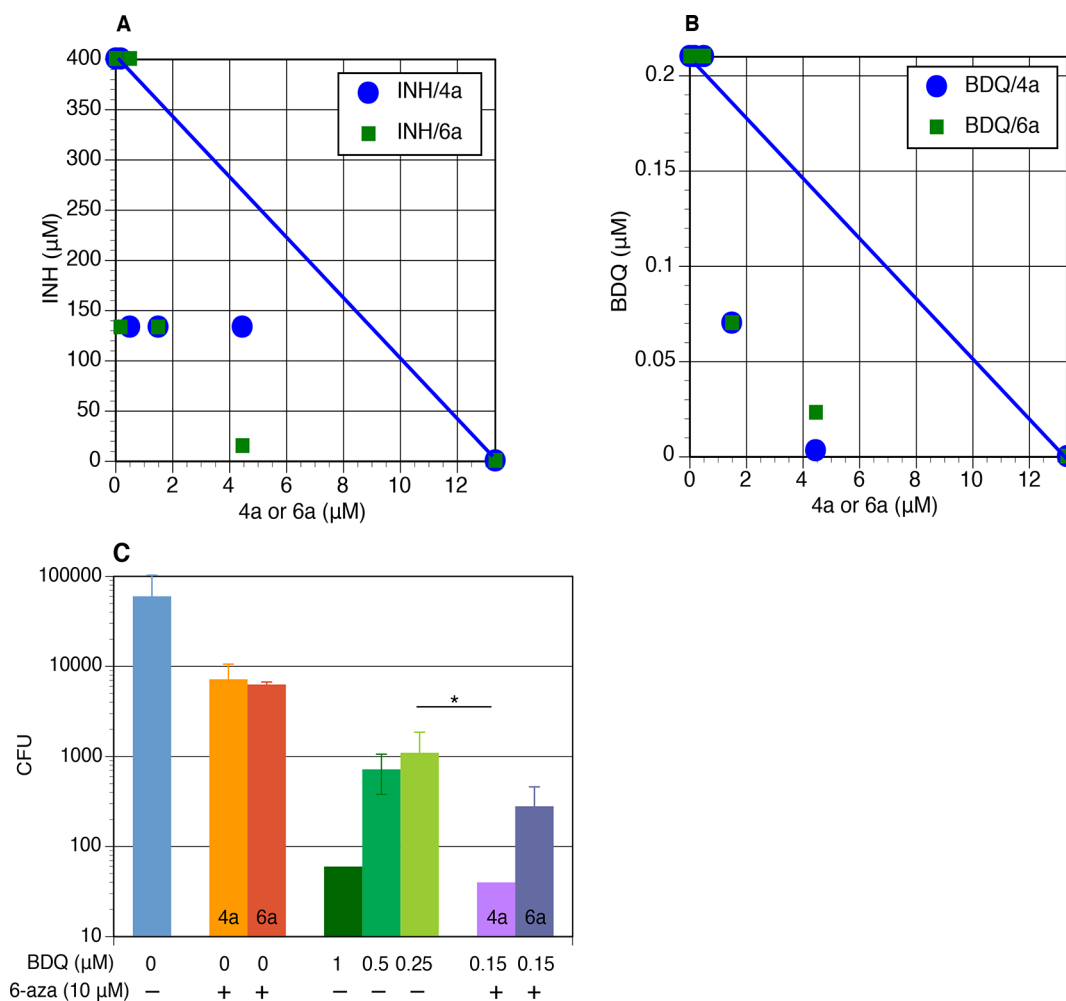 A
400
350
300
250
200
150
100
50
0
INH (µM)
INH/4a
INH/6a
0 2 4 6 8 10 12
4a or 6a (µM)
B
0.2
0.15
0.1
0.05
0
BDQ (µM)
BDQ/4a
BDQ/6a
0 2 4 6 8 10 12
4a or 6a (µM)
C
100000
10000
1000
100
10
CFU
*
4a 6a 4a 6a
BDQ (µM) 0 0 0 1 0.5 0.25 0.15 0.15
6-aza (10 µM) − + + − − − + +